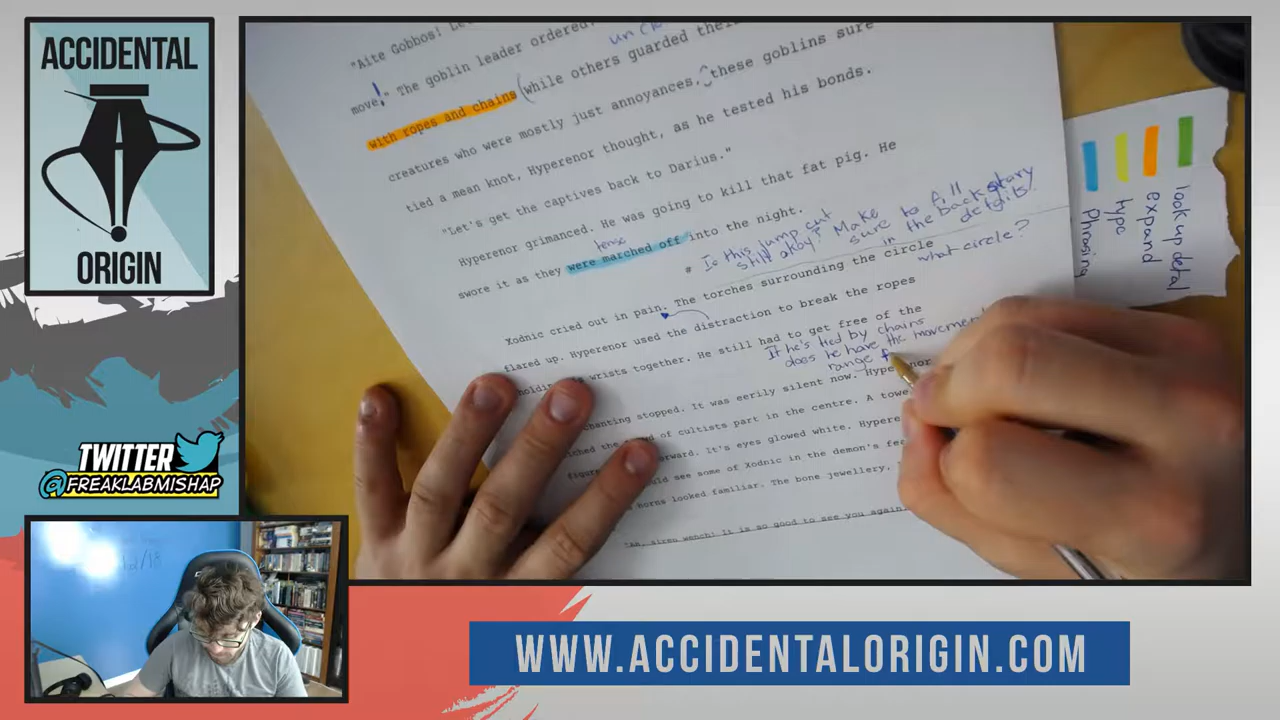 ACCIDENTAL
ORIGIN
TWITTER
@FREAKLABMISHAP
WWW.ACCIDENTALORIGIN.COM
"Aite Gobbos!
move!" The goblin leader ordered,
with ropes and chains (while others guarded
creatures who were mostly just annoyances, these goblins sure
tied a mean knot, Hyperenor thought, as he tested his bonds.
"Let's get the captives back to Darius."
Hyperenor grimanced. He was going to kill that fat pig. He
tense
swore it as they were marched off into the night.
# Is this jump cut
still okay? Make
sure to fill
in the backstory
details.
Xodnic cried out in pain. The torches surrounding the circle
what circle?
flared up. Hyperenor used the distraction to break the ropes
wrists together. He still had to get free of the
If he's tied by chains
does he have the movement
range
chanting stopped. It was eerily silent now. Hyperenor
of cultists part in the centre. A
It's eyes glowed white.
see some of Xodnic in the demon's
horns looked familiar. The bone jewellery.
It is so good to see you again
look up detail
expand
type
Phrasing